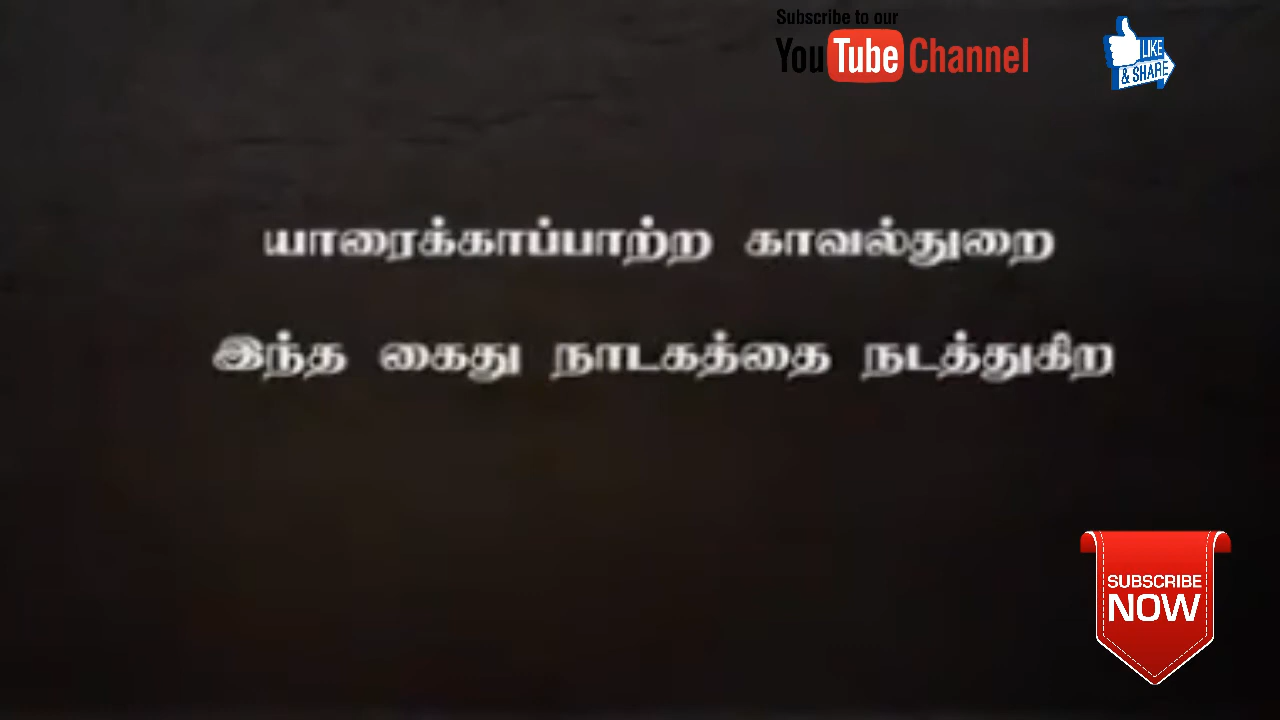 Subscribe to our
YouTube Channel
LIKE
& SHARE
யாரைக்காப்பாற்ற காவல்துறை
இந்த கைது நாடகத்தை நடத்துகிற
SUBSCRIBE
NOW